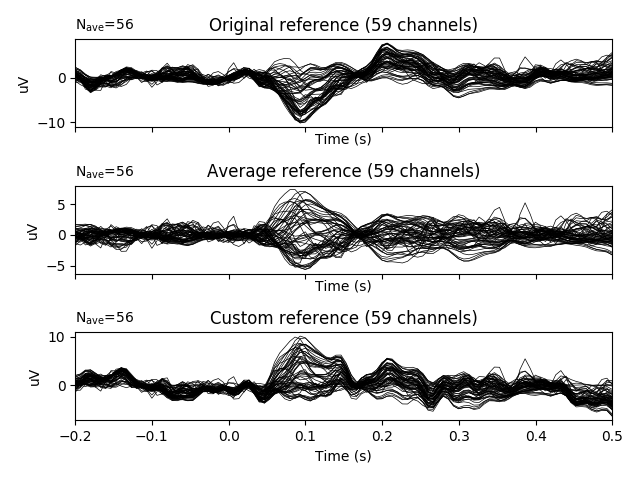 Original reference (59 channels)
N_ave=56
uV
0
−10
Time (s)
Average reference (59 channels)
N_ave=56
uV
5
0
−5
Time (s)
Custom reference (59 channels)
N_ave=56
uV
10
0
−0.2 −0.1 0.0 0.1 0.2 0.3 0.4 0.5
Time (s)